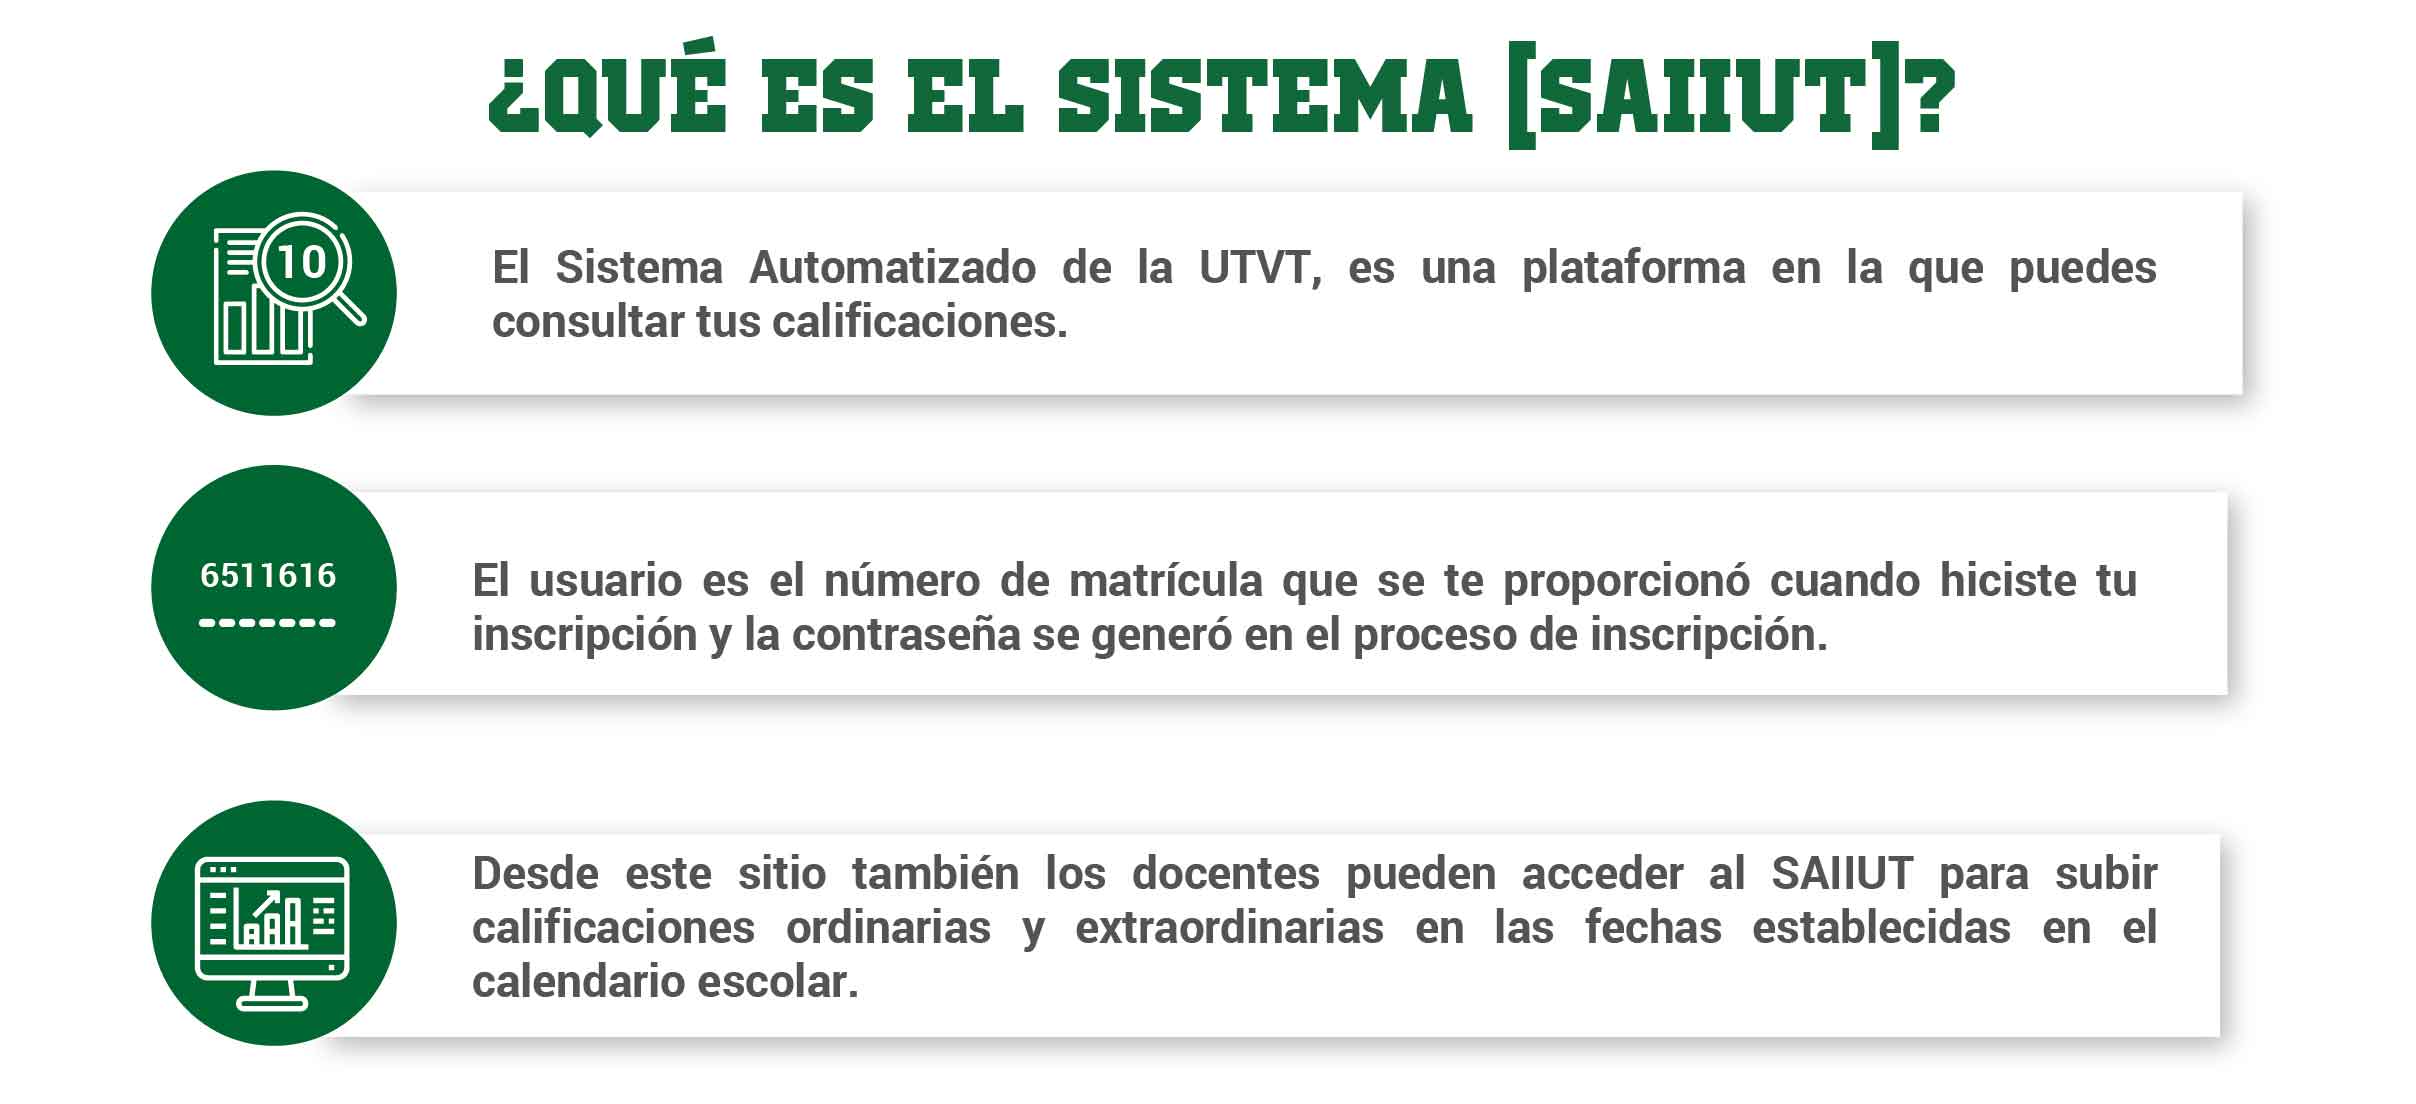 ¿QUÉ ES EL SISTEMA [SAIIUT]?
10
El Sistema Automatizado de la UTVT, es una plataforma en la que puedes
consultar tus calificaciones.
6511616
El usuario es el número de matrícula que se te proporcionó cuando hiciste tu
inscripción y la contraseña se generó en el proceso de inscripción.
Desde este sitio también los docentes pueden acceder al SAIIUT para subir
calificaciones ordinarias y extraordinarias en las fechas establecidas en el
calendario escolar.